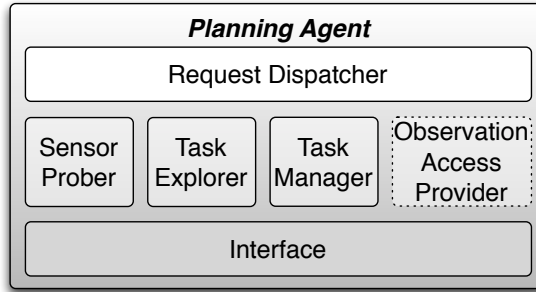 Planning Agent
Request Dispatcher
Sensor
Prober
Task
Explorer
Task
Manager
Observation
Access
Provider
Interface